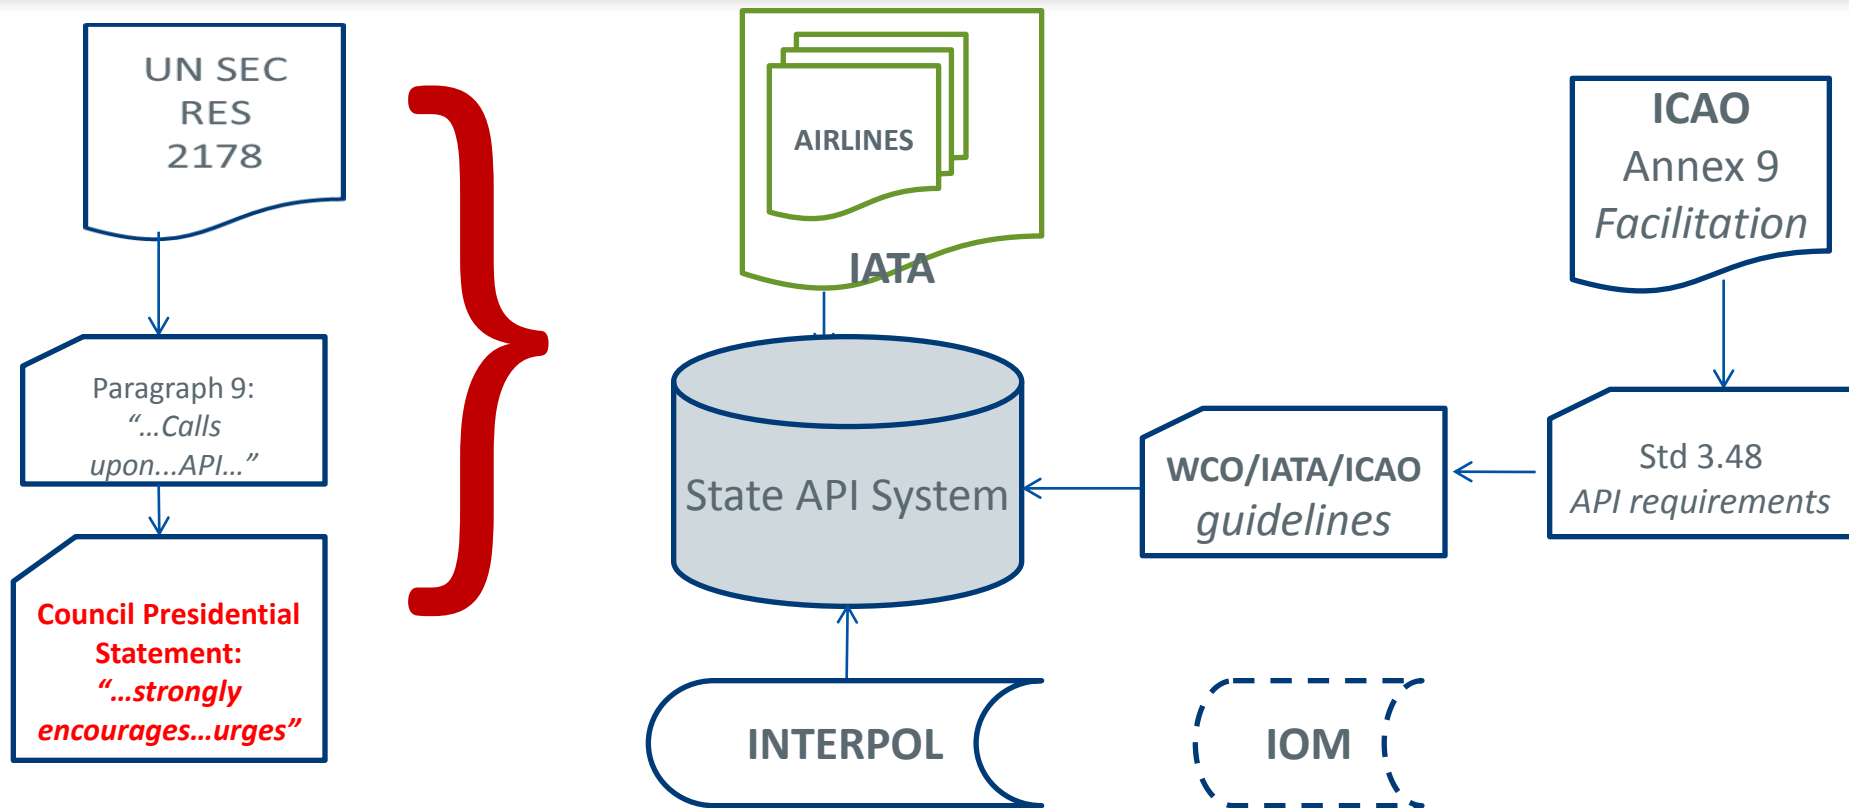 UN SEC
RES
2178
Paragraph 9:
“...Calls
upon...API...”
Council Presidential
Statement:
“...strongly
encourages...urges”
AIRLINES
IATA
State API System
INTERPOL
IOM
WCO/IATA/ICAO
guidelines
ICAO
Annex 9
Facilitation
Std 3.48
API requirements